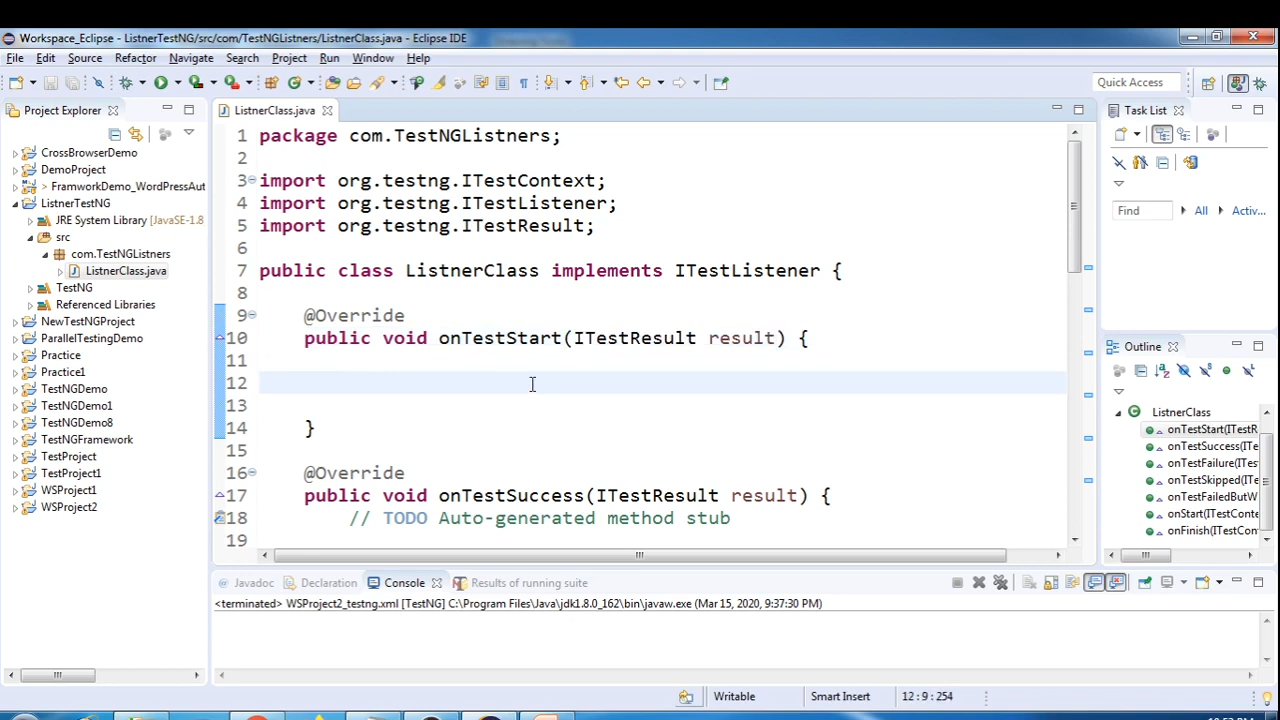 Workspace_Eclipse - ListnerTestNG/src/com/TestNGListners/ListnerClass.java - Eclipse IDE
File Edit Source Refactor Navigate Search Project Run Window Help
Quick Access
Project Explorer
CrossBrowserDemo
DemoProject
> FramworkDemo_WordPressAut
ListnerTestNG
JRE System Library [JavaSE-1.8
src
com.TestNGListners
ListnerClass.java
TestNG
Referenced Libraries
NewTestNGProject
ParallelTestingDemo
Practice
Practice1
TestNGDemo
TestNGDemo1
TestNGDemo8
TestNGFramework
TestProject
TestProject1
WSProject1
WSProject2
ListnerClass.java
1 package com.TestNGListners;
2
3 import org.testng.ITestContext;
4 import org.testng.ITestListener;
5 import org.testng.ITestResult;
6
7 public class ListnerClass implements ITestListener {
8
9 @Override
10 public void onTestStart(ITestResult result) {
11
12
13
14 }
15
16 @Override
17 public void onTestSuccess(ITestResult result) {
18 // TODO Auto-generated method stub
19
Task List
Find All Activ...
Outline
ListnerClass
onTestStart(ITestR
onTestSuccess(ITe
onTestFailure(ITes
onTestSkipped(ITes
onTestFailedButW
onStart(ITestConte
onFinish(ITestCon
Javadoc Declaration Console Results of running suite
<terminated> WSProject2_testng.xml [TestNG] C:\Program Files\Java\jdk1.8.0_162\bin\javaw.exe (Mar 15, 2020, 9:37:30 PM)
Writable Smart Insert 12:9:254